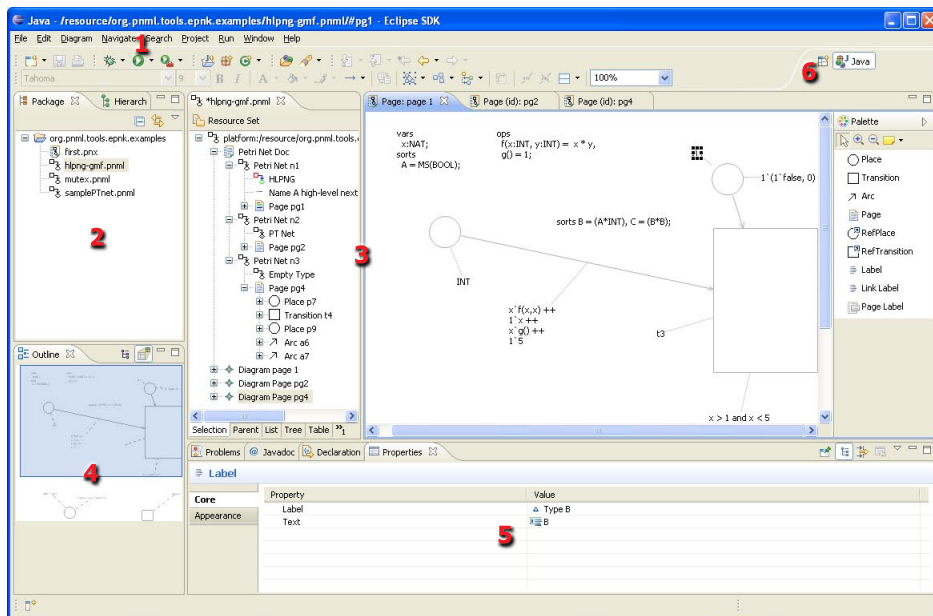 Java - /resource/org.pnml.tools.epnk.examples/hlpng-gmf.pnml/#pg1 - Eclipse SDK
File Edit Diagram Navigate Search Project Run Window Help
1
Tahoma 9 B I A 100%
6 Java
Package Hierarch
org.pnml.tools.epnk.examples
first.pnx
hlpng-gmf.pnml
mutex.pnml
samplePTnet.pnml
2
*hlpng-gmf.pnml
Resource Set
platform:/resource/org.pnml.tools.
Petri Net Doc
Petri Net n1
HLPNG
Name A high-level next
Page pg1
Petri Net n2
PT Net
Page pg2
Petri Net n3
Empty Type
Page pg4
Place p7
Transition t4
Place p9
Arc a6
Arc a7
Diagram page 1
Diagram Page pg2
Diagram Page pg4
Selection Parent List Tree Table »1
3
Page: page 1 Page (id): pg2 Page (id): pg4
vars
x:NAT;
sorts
A = MS(BOOL);
ops
f(x:INT, y:INT) = x * y,
g() = 1;
1`(1`false, 0)
sorts B = (A*INT), C = (B*B);
INT
x`f(x,x) ++
1`x ++
x`g() ++
1`5
t3
x > 1 and x < 5
Palette
Place
Transition
Arc
Page
RefPlace
RefTransition
Label
Link Label
Page Label
Outline
4
Problems Javadoc Declaration Properties
Label
Core
Appearance
Property Value
Label Type B
Text B
5